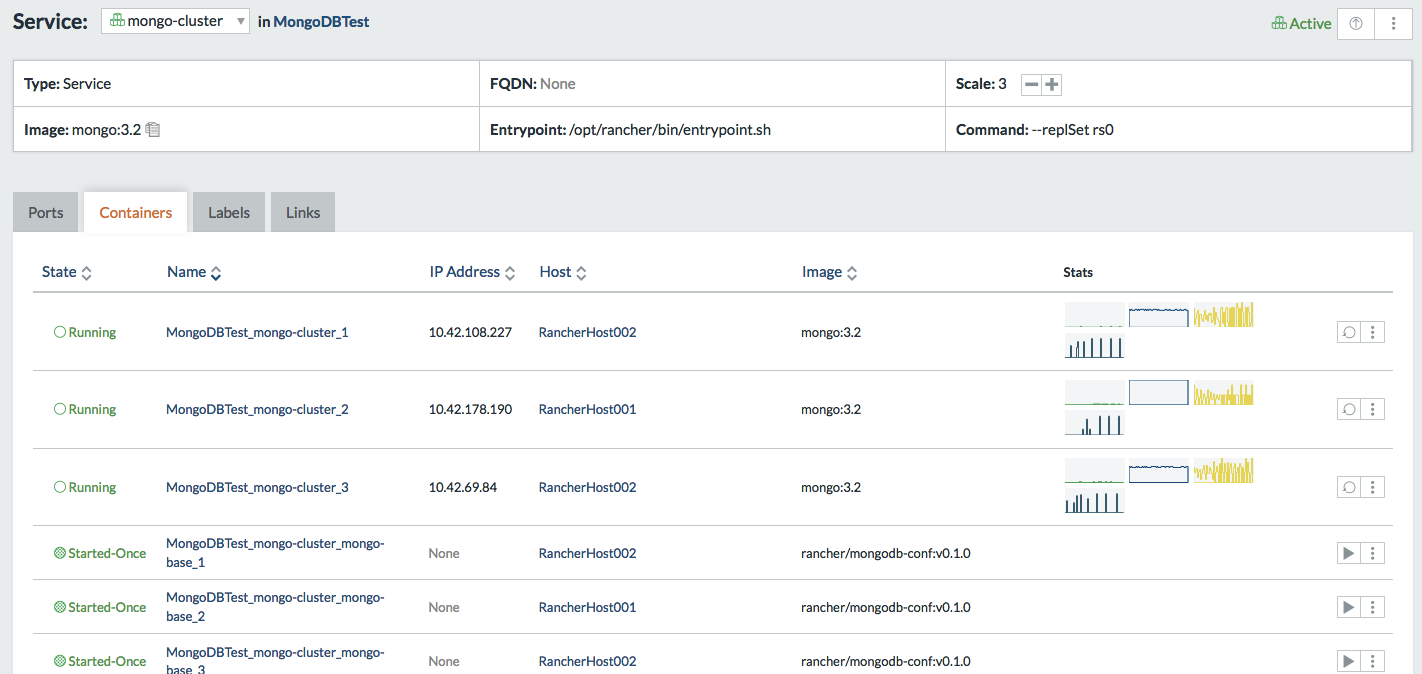 Service: mongo-cluster in MongoDBTest Active
Type: Service FQDN: None Scale: 3
Image: mongo:3.2 Entrypoint: /opt/rancher/bin/entrypoint.sh Command: --replSet rs0
Ports Containers Labels Links
State Name IP Address Host Image Stats
Running MongoDBTest_mongo-cluster_1 10.42.108.227 RancherHost002 mongo:3.2
Running MongoDBTest_mongo-cluster_2 10.42.178.190 RancherHost001 mongo:3.2
Running MongoDBTest_mongo-cluster_3 10.42.69.84 RancherHost002 mongo:3.2
MongoDBTest_mongo-cluster_mongo-
Started-Once None RancherHost002 rancher/mongodb-conf:v0.1.0
base_1
MongoDBTest_mongo-cluster_mongo-
Started-Once None RancherHost001 rancher/mongodb-conf:v0.1.0
base_2
MongoDBTest_mongo-cluster_mongo-
Started-Once None RancherHost002 rancher/mongodb-conf:v0.1.0
base_3